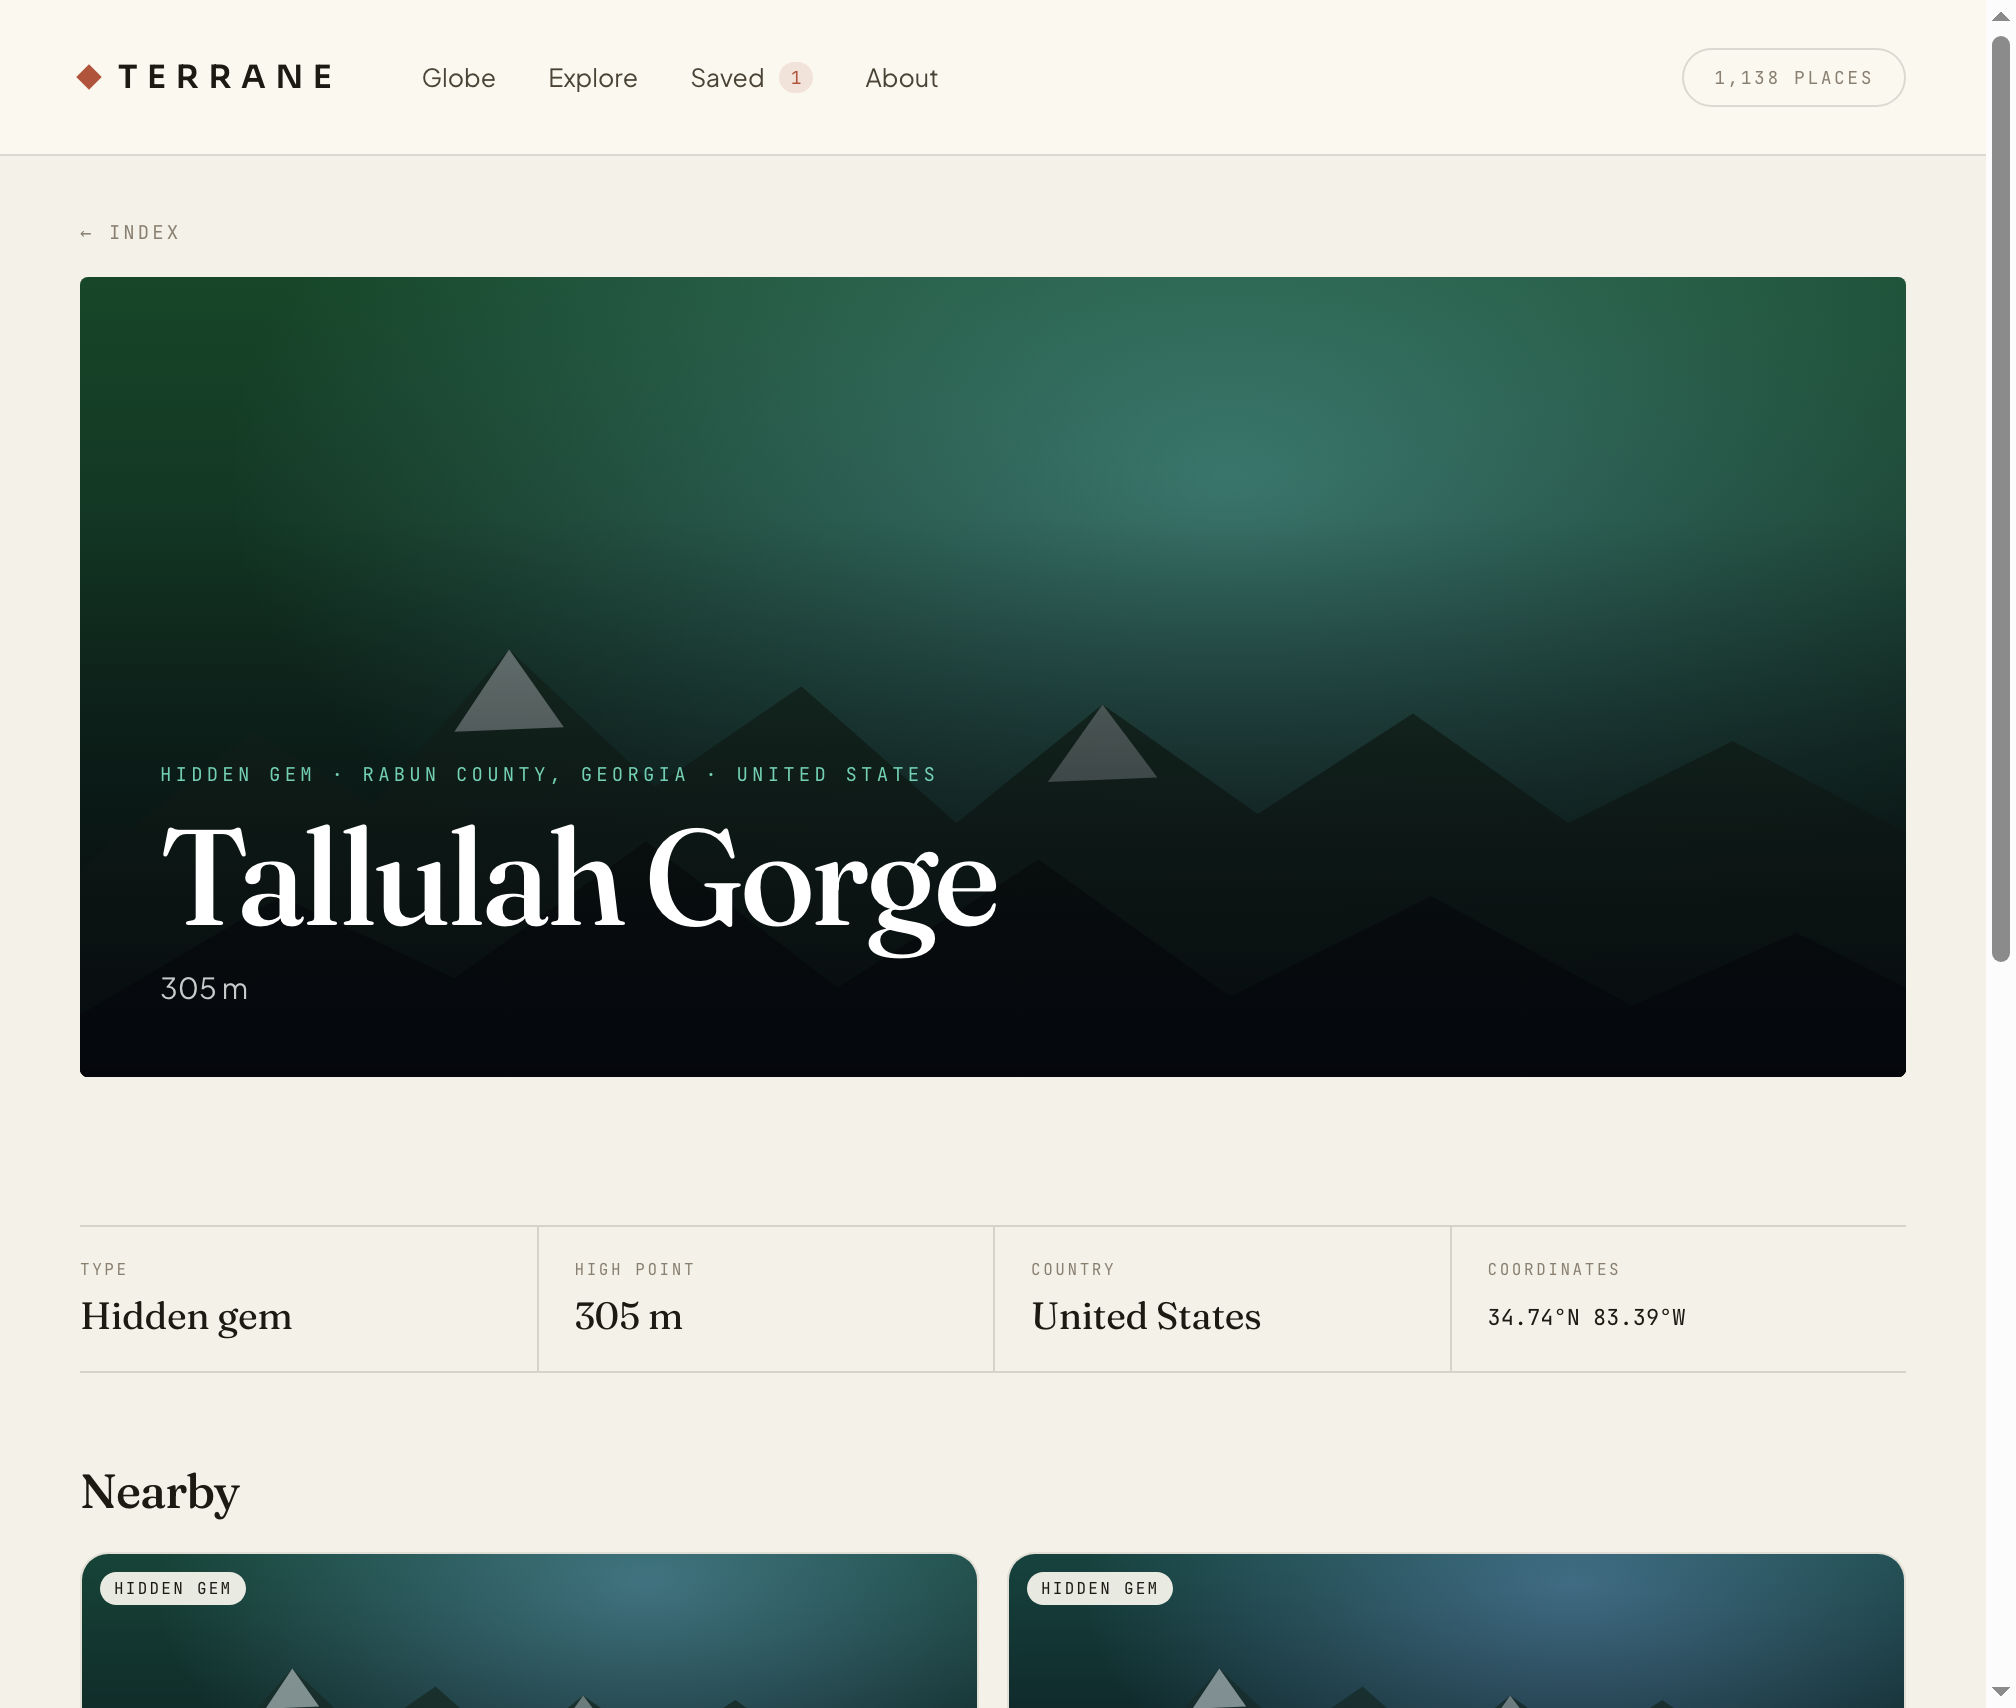 TERRANE
Globe
Explore
Saved 1
About
1,138 PLACES
← INDEX
HIDDEN GEM · RABUN COUNTY, GEORGIA · UNITED STATES
Tallulah Gorge
305 m
TYPE
Hidden gem
HIGH POINT
305 m
COUNTRY
United States
COORDINATES
34.74°N 83.39°W
Nearby
HIDDEN GEM
HIDDEN GEM